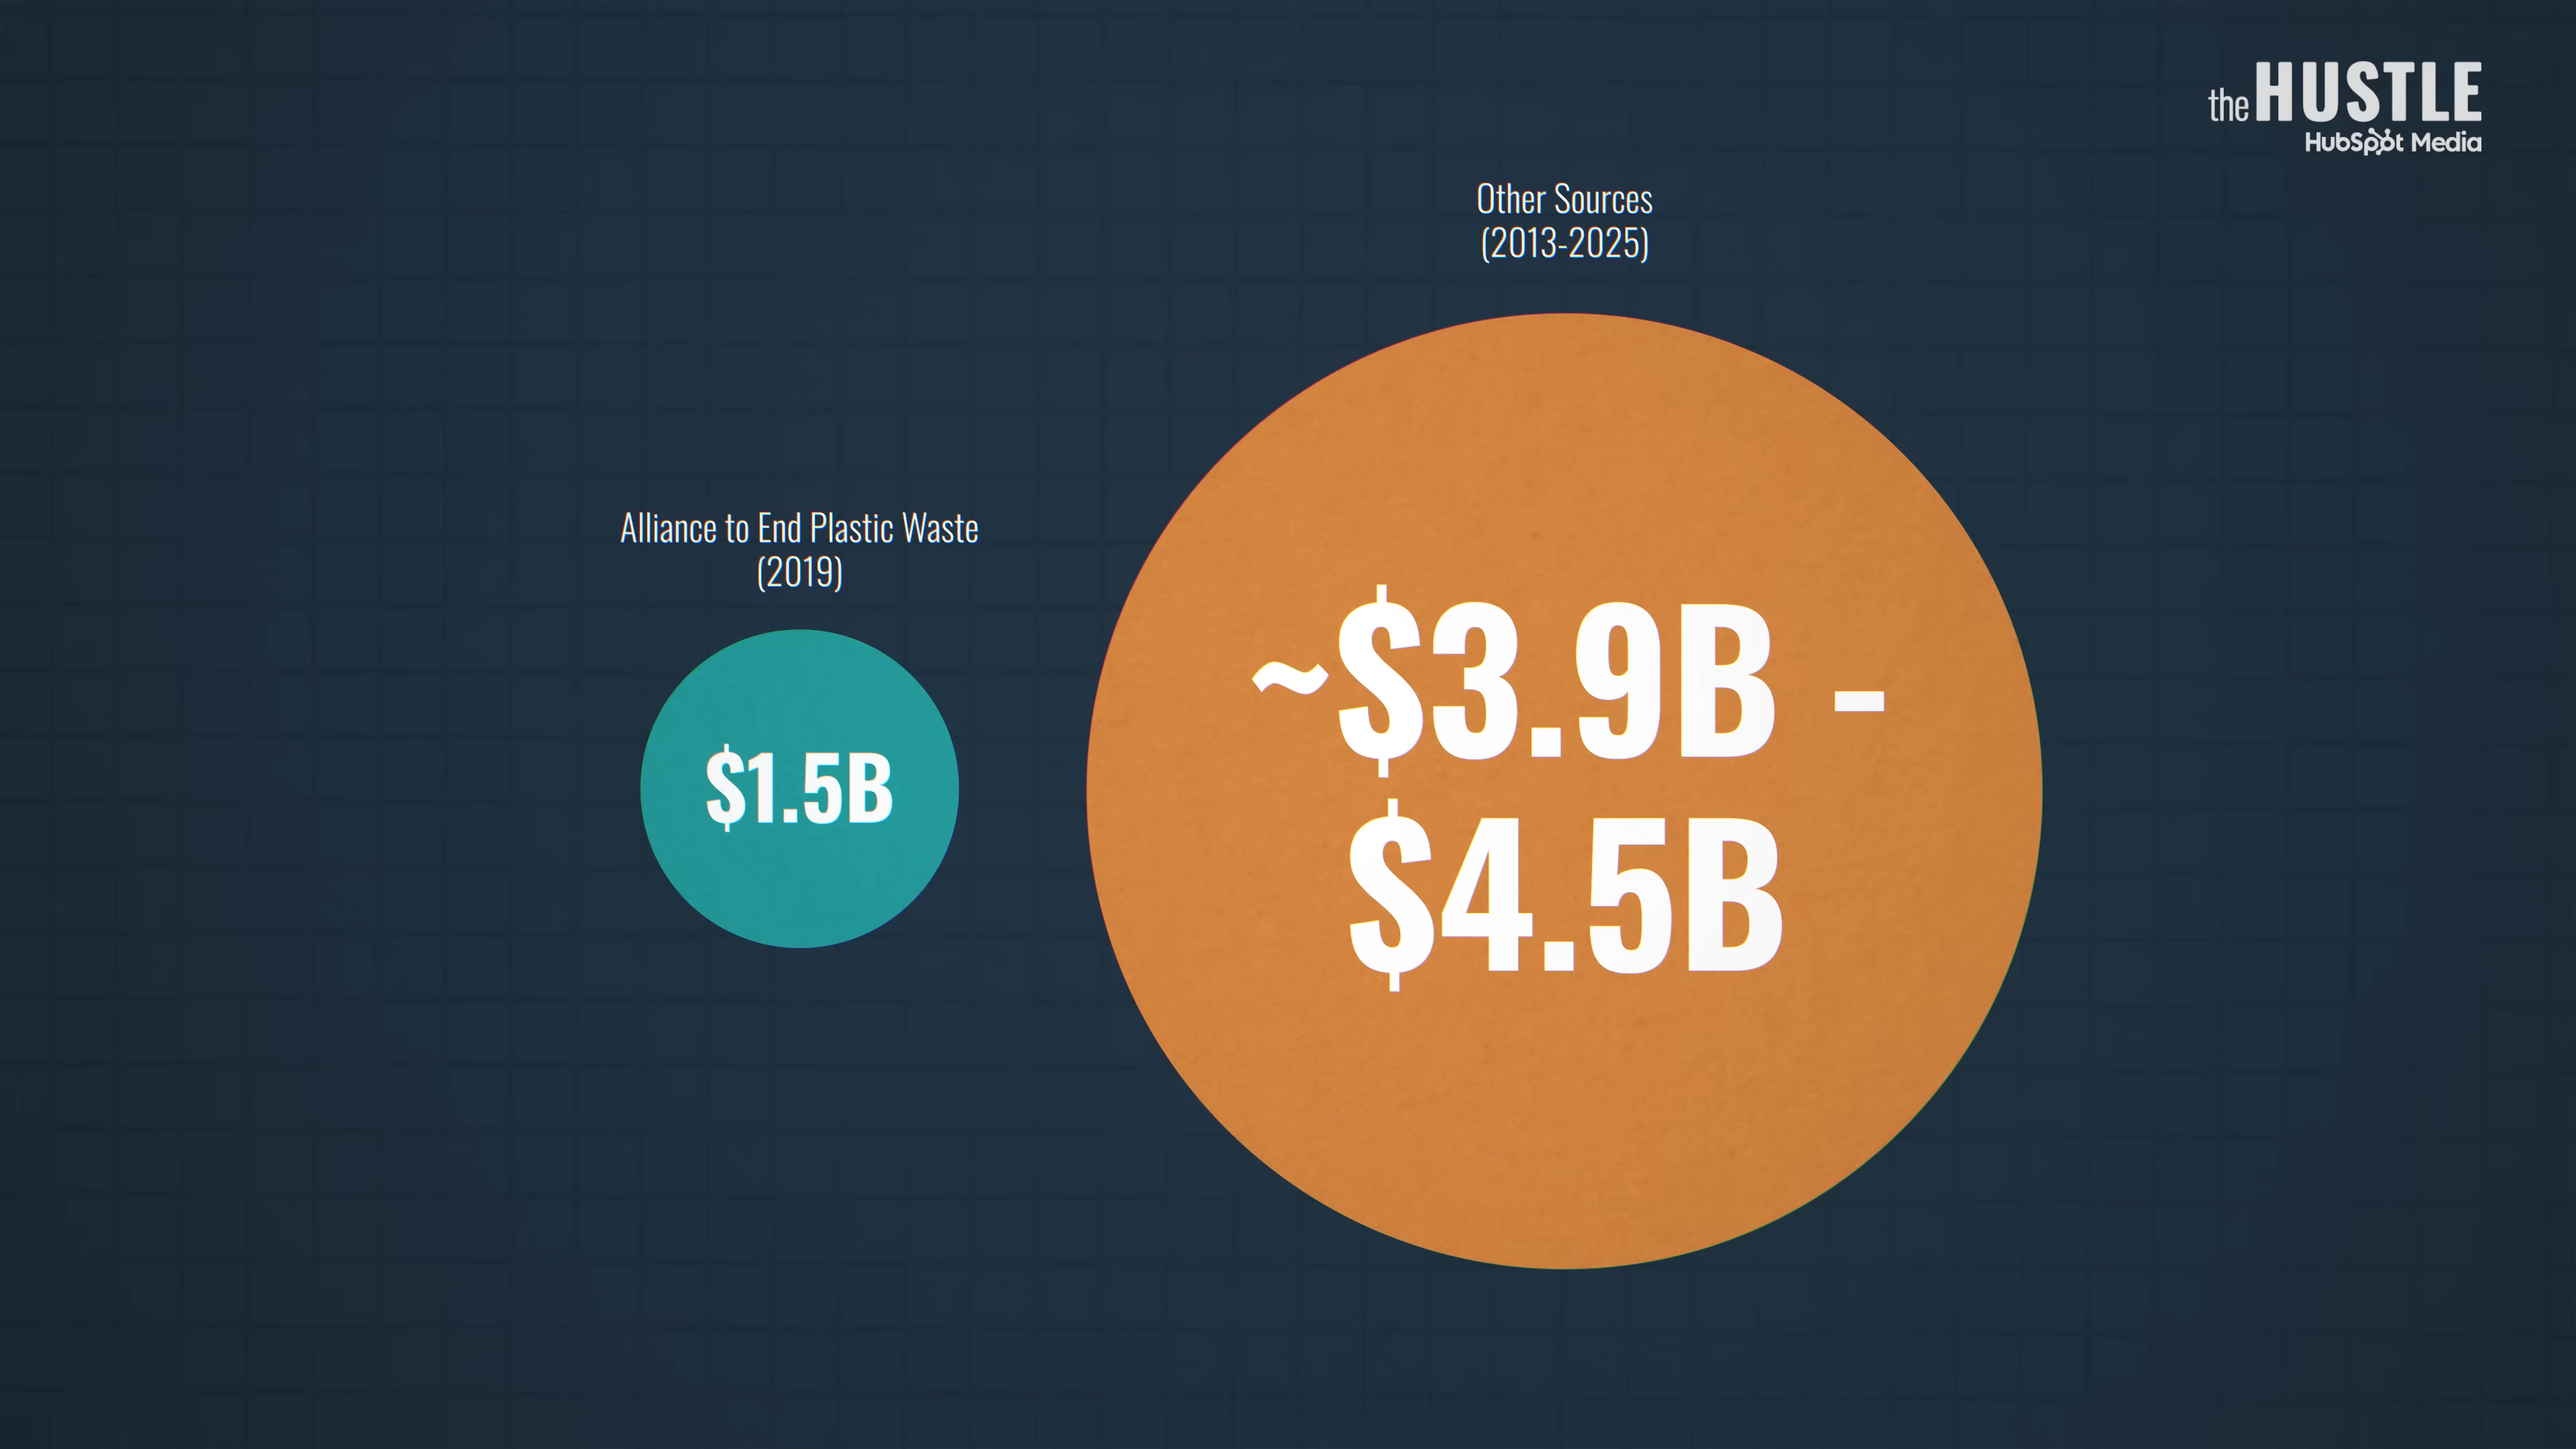 the HUSTLE
HubSpot Media
Other Sources
(2013-2025)
Alliance to End Plastic Waste
(2019)
$1.5B
~$3.9B -
$4.5B